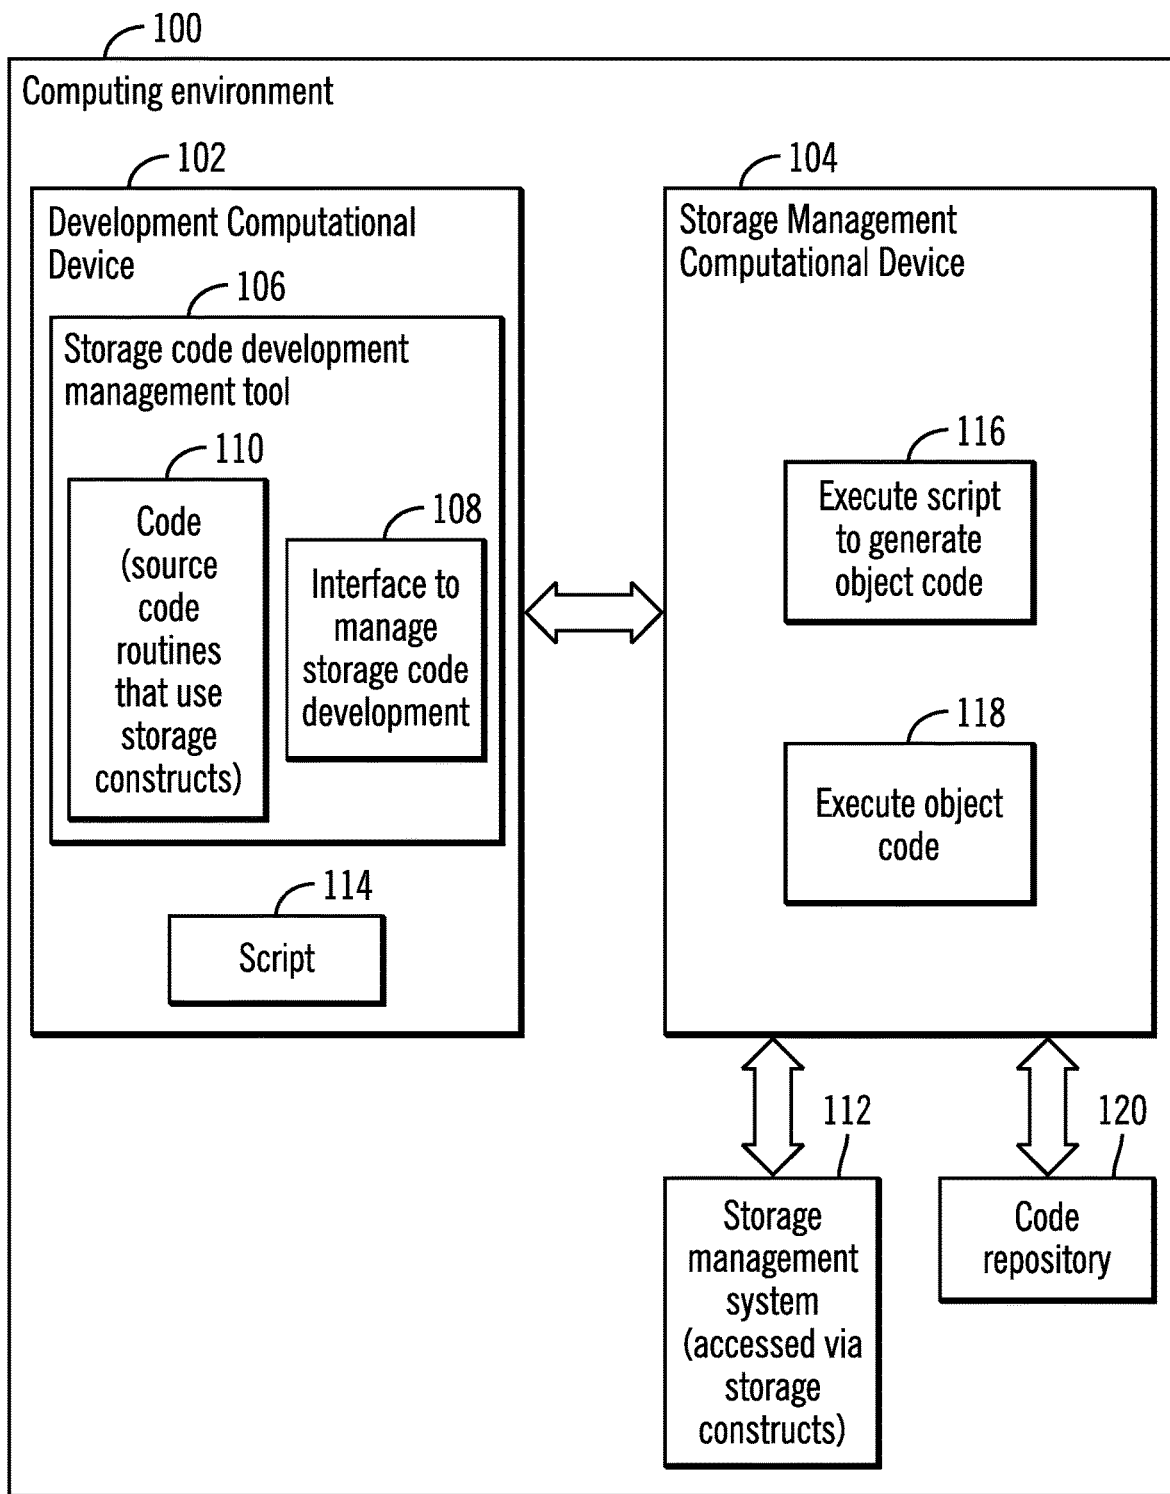 100
Computing environment
102
Development Computational
Device
106
Storage code development
management tool
110
Code
(source
code
routines
that use
storage
constructs)
108
Interface to
manage
storage code
development
114
Script
104
Storage Management
Computational Device
116
Execute script
to generate
object code
118
Execute object
code
112
Storage
management
system
(accessed via
storage
constructs)
120
Code
repository